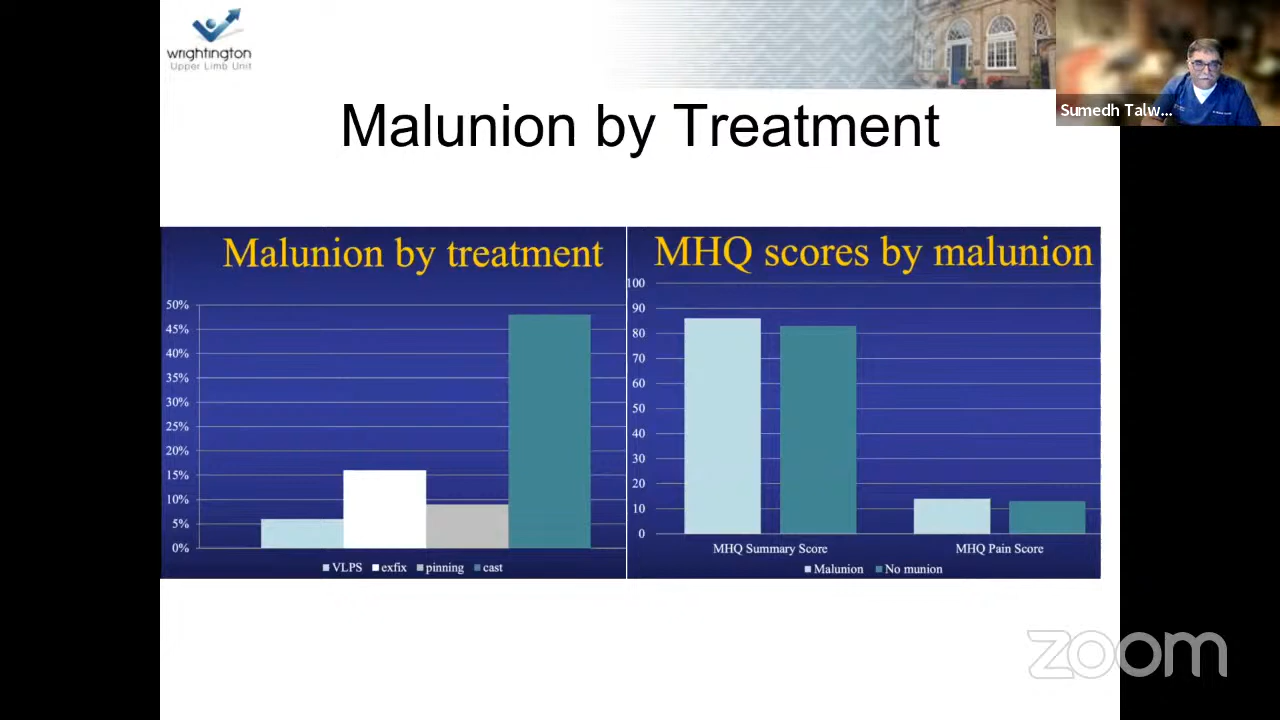 wrightington
Upper Limb Unit
Sumedh Talw...
Malunion by Treatment
Malunion by treatment
50%
45%
40%
35%
30%
25%
20%
15%
10%
5%
0%
VLPS exfix pinning cast
MHQ scores by malunion
100
90
80
70
60
50
40
30
20
10
0
MHQ Summary Score MHQ Pain Score
Malunion No munion
zoom